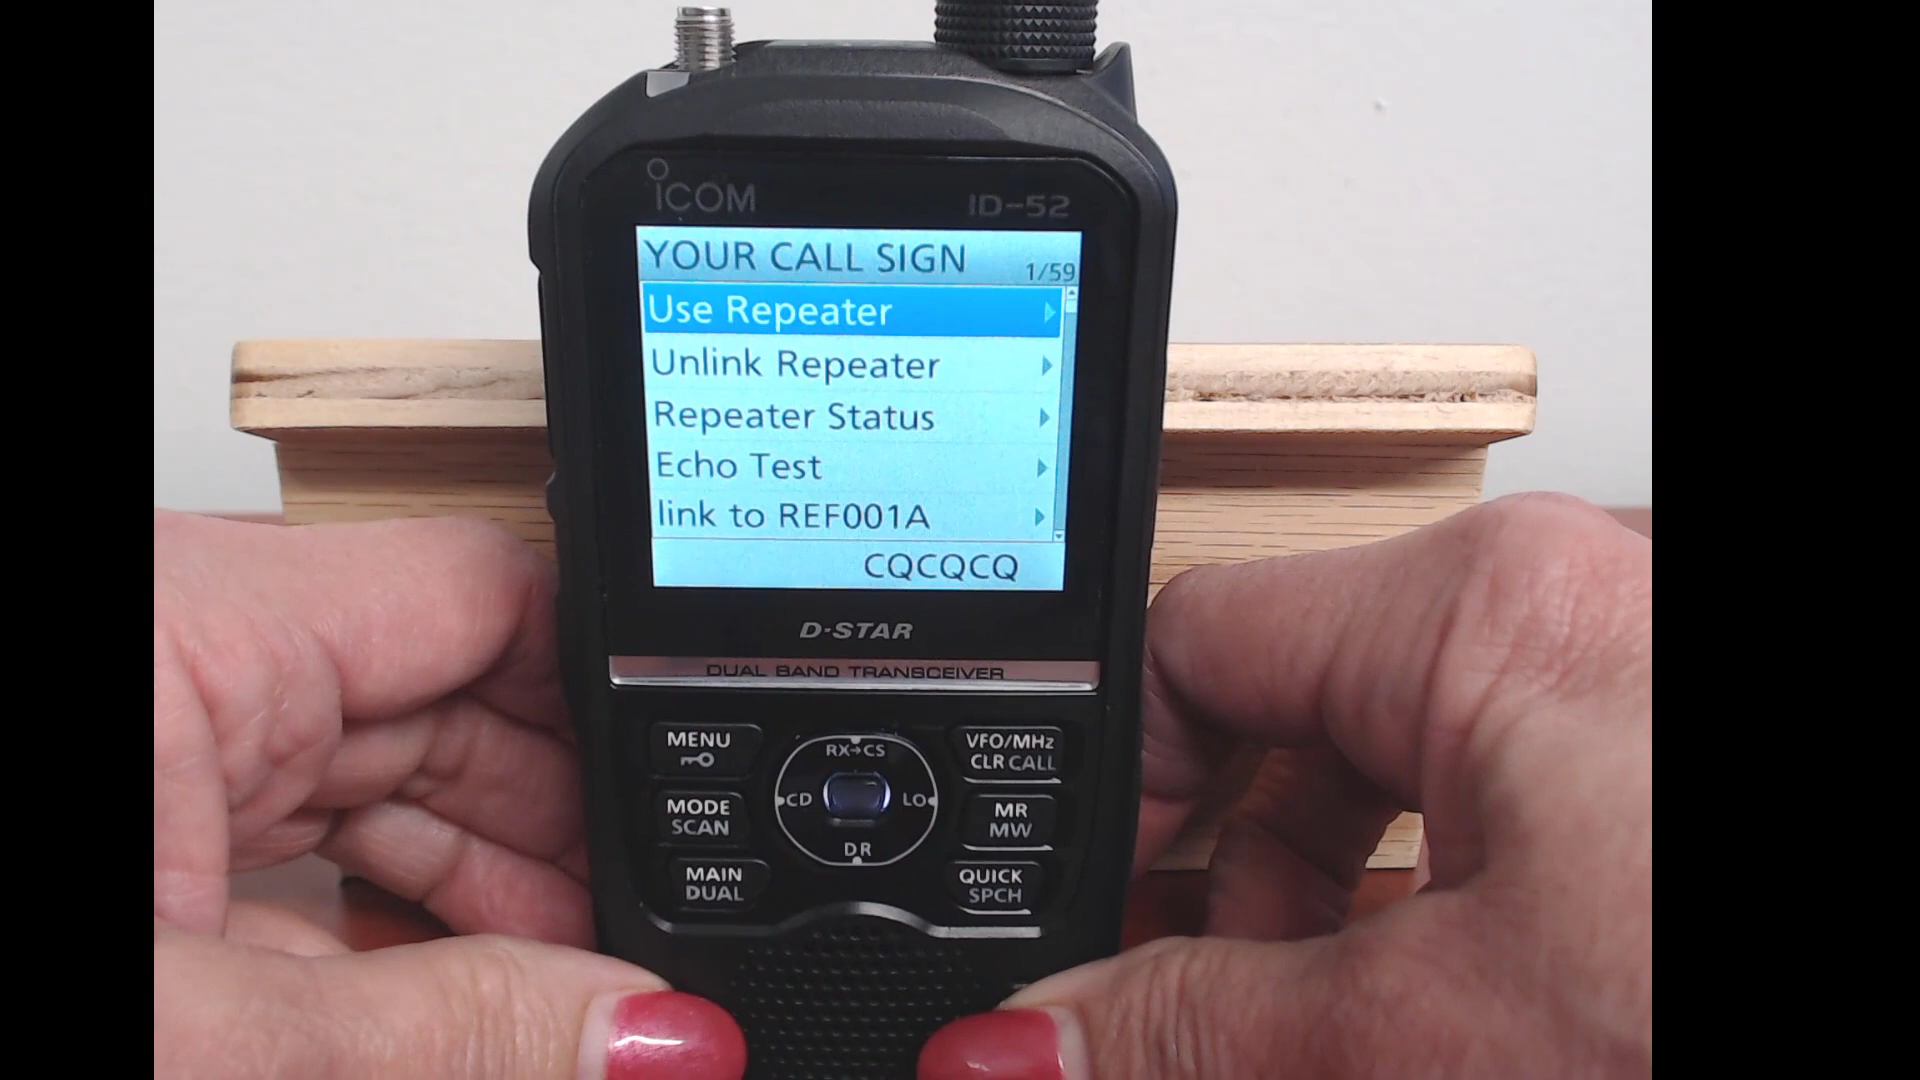 ICOM
ID-52
YOUR CALL SIGN 1/59
Use Repeater
Unlink Repeater
Repeater Status
Echo Test
link to REF001A
CQCQCQ
D-STAR
DUAL BAND TRANSCEIVER
MENU
RX→CS
VFO/MHz
CLR CALL
MODE
SCAN
CD
LO
MR
MW
DR
MAIN
DUAL
QUICK
SPCH